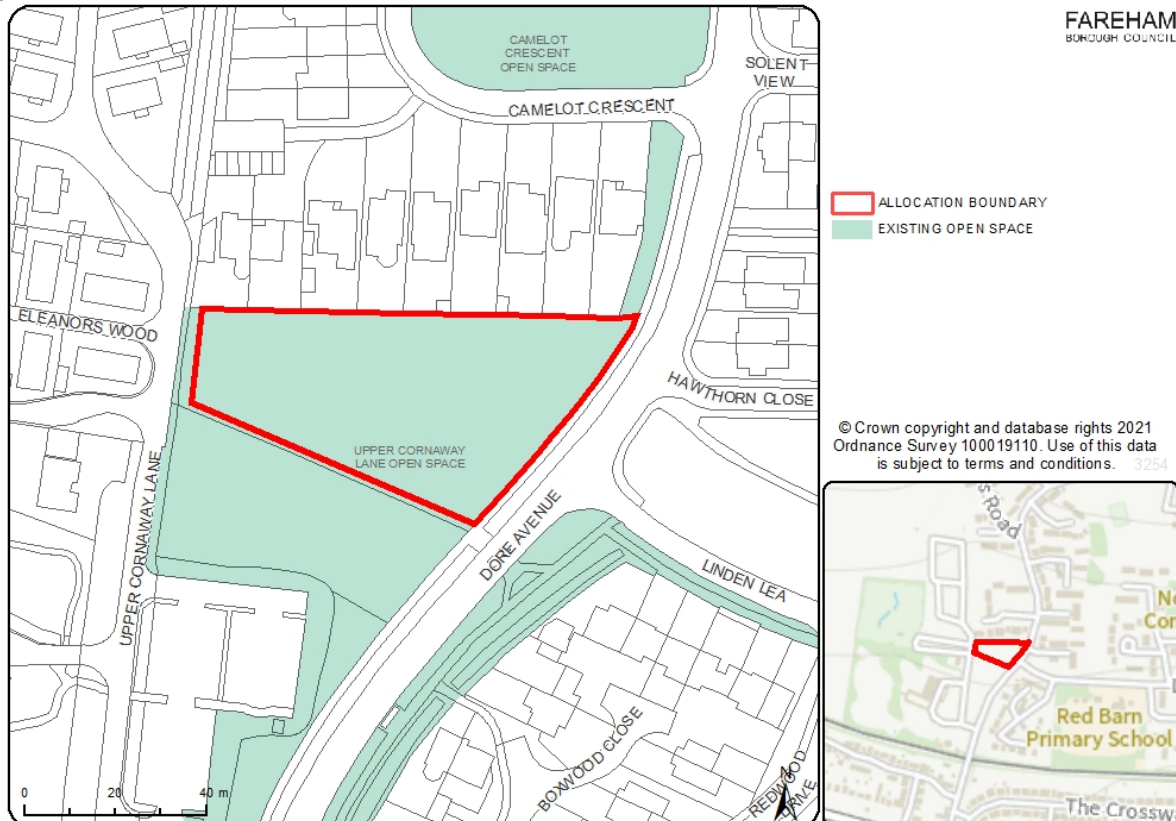 CAMELOT
CRESCENT
OPEN SPACE
SOLENT
VIEW
CAMELOT CRESCENT
ELEANORS WOOD
HAWTHORN CLOSE
UPPER CORNAWAY
LANE OPEN SPACE
UPPER CORNAWAY LANE
DORE AVENUE
LINDEN LEA
BOXWOOD CLOSE
REDWOOD
DRIVE
0 20 40 m
FAREHAM
BOROUGH COUNCIL
ALLOCATION BOUNDARY
EXISTING OPEN SPACE
© Crown copyright and database rights 2021
Ordnance Survey 100019110. Use of this data
is subject to terms and conditions. 3254
s Road
Red Barn
Primary School
The Crossw